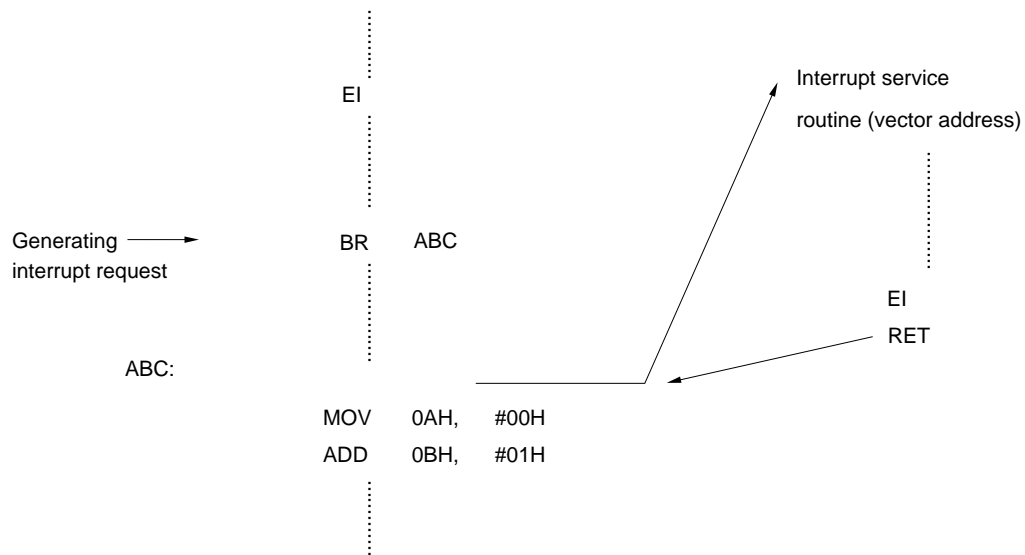 EI
Interrupt service
routine (vector address)
Generating
interrupt request
BR ABC
EI
RET
ABC:
MOV 0AH, #00H
ADD 0BH, #01H